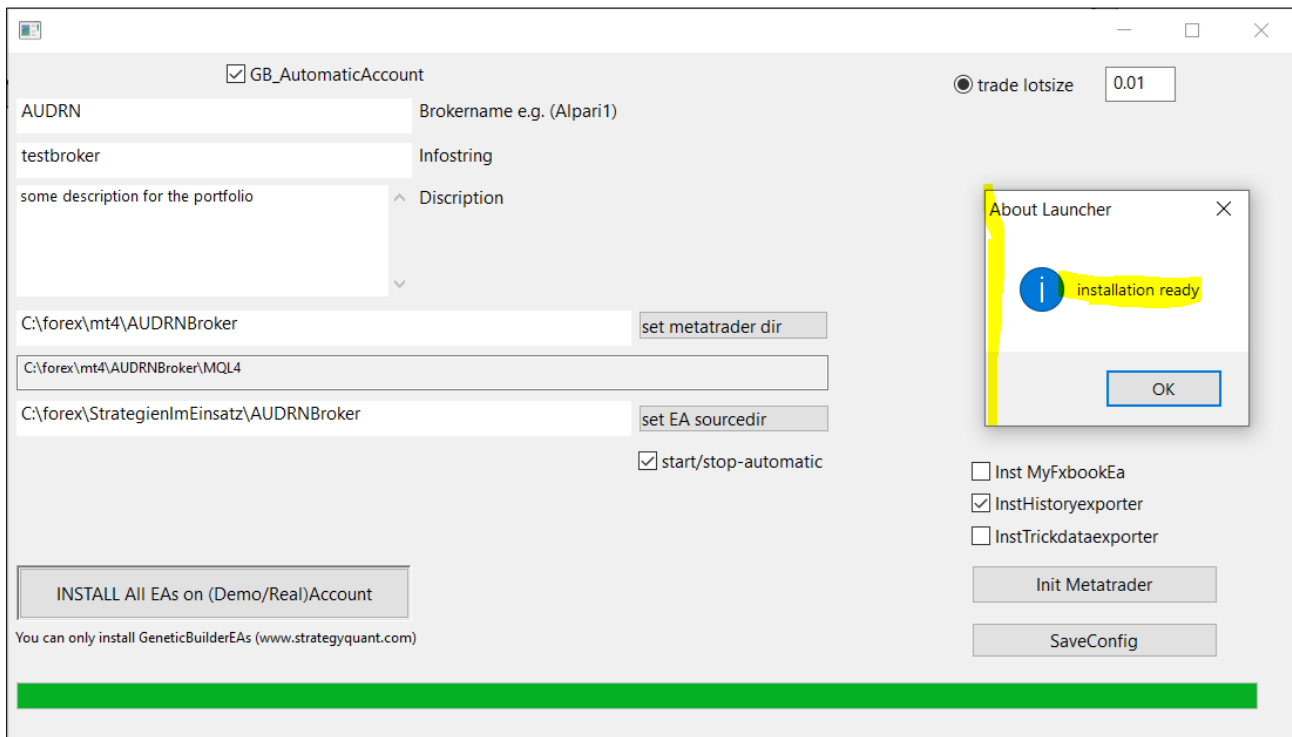 GB_AutomaticAccount
trade lotsize 0.01
AUDRN Brokername e.g. (Alpari1)
testbroker Infostring
some description for the portfolio Discription
About Launcher
installation ready
OK
C:\forex\mt4\AUDRNBroker set metatrader dir
C:\forex\mt4\AUDRNBroker\MQL4
C:\forex\StrategienImEinsatz\AUDRNBroker set EA sourcedir
start/stop-automatic
Inst MyFxbookEa
InstHistoryexporter
InstTrickdataexporter
INSTALL All EAs on (Demo/Real)Account
Init Metatrader
You can only install GeneticBuilderEAs (www.strategyquant.com)
SaveConfig